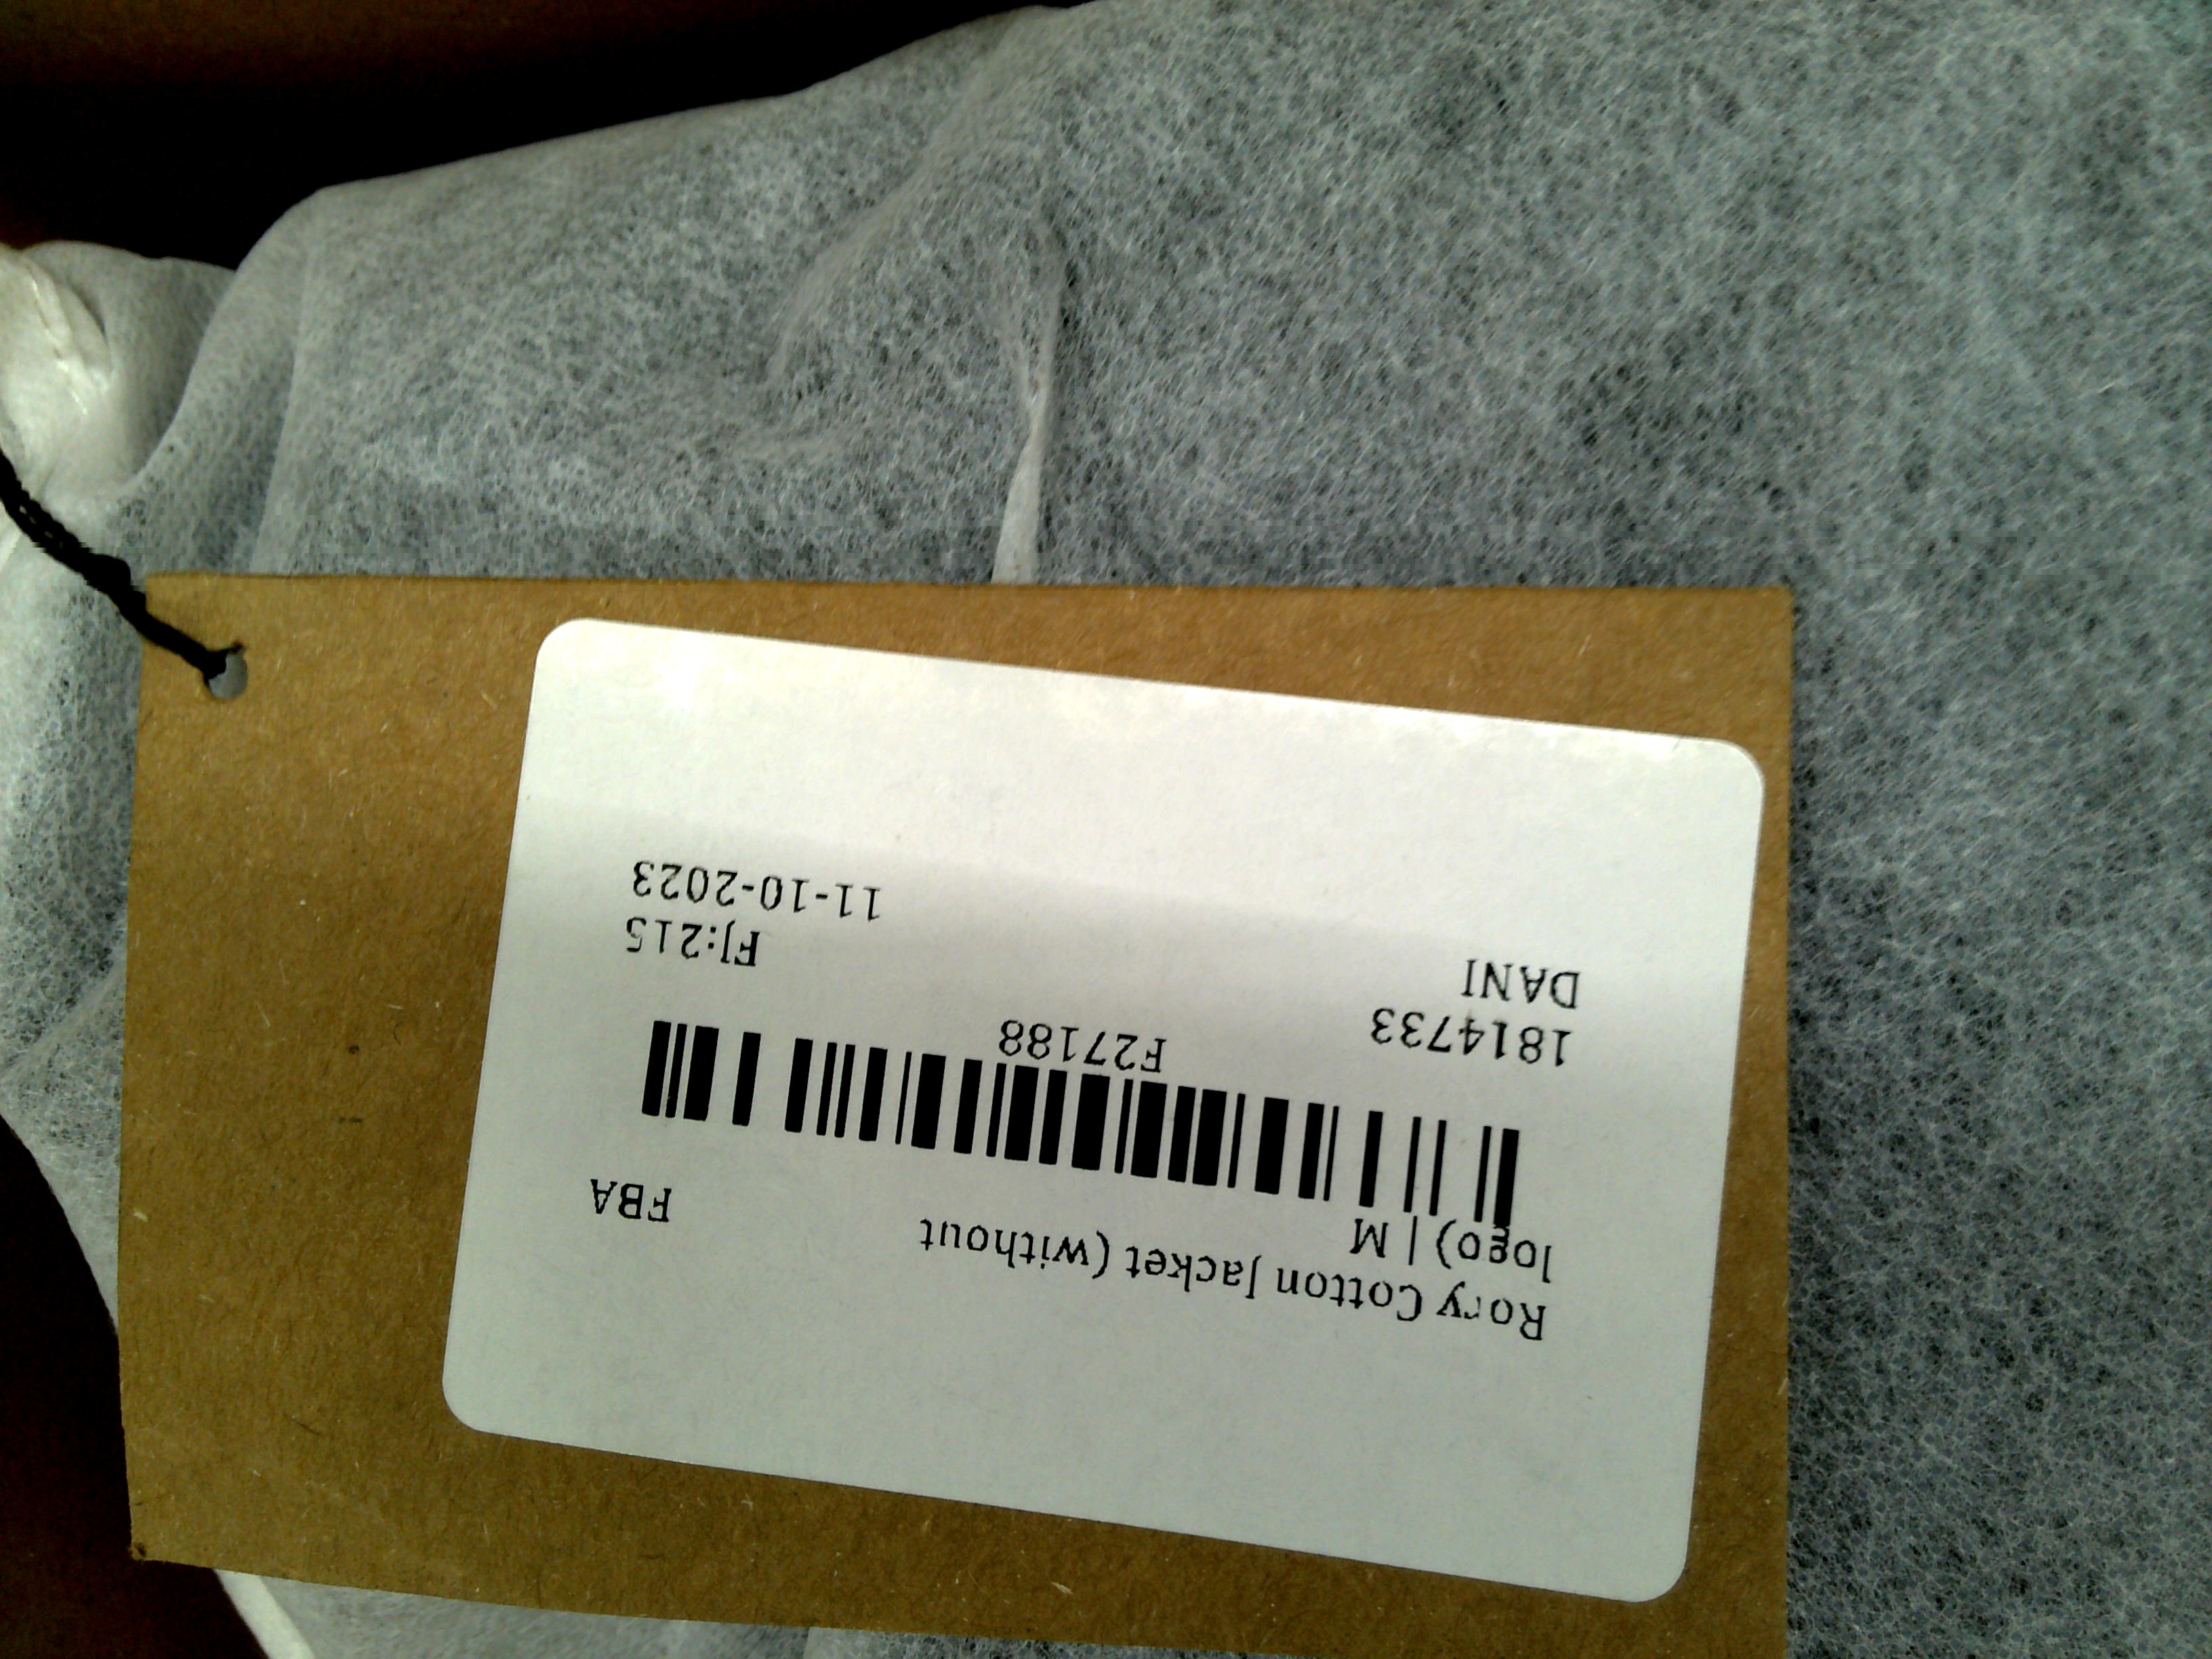 Rory Cotton Jacket (without
logo) | M
FBA
F27188
1814733
DANI
FJ:215
11-10-2023